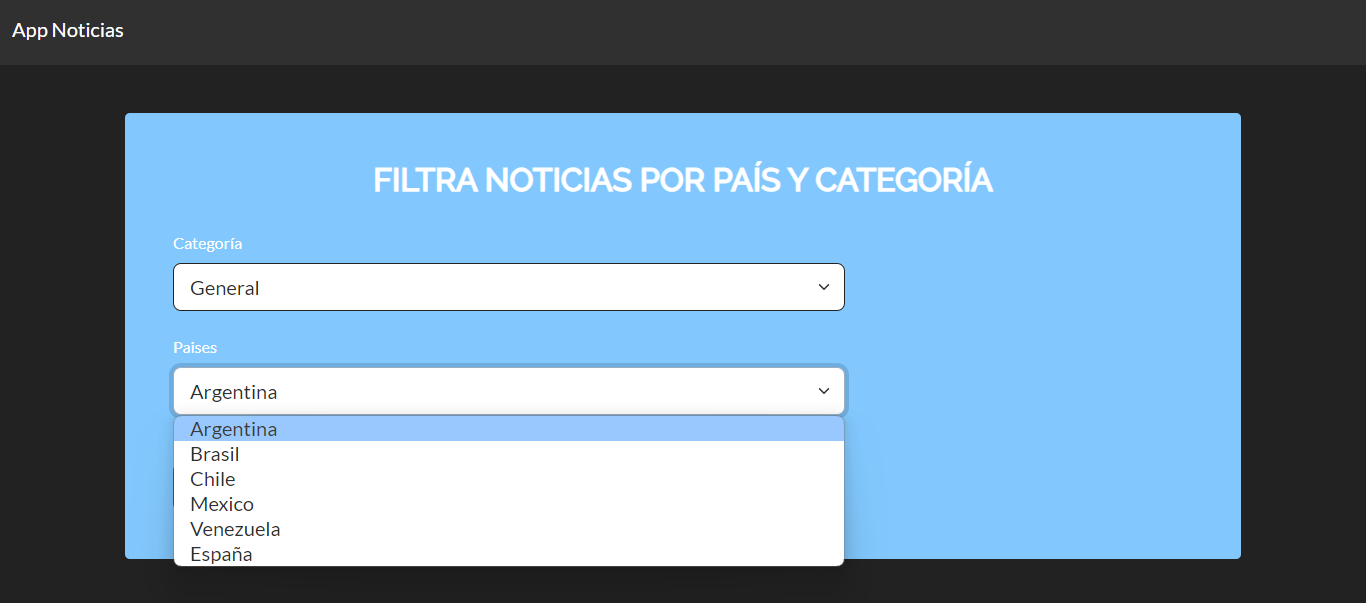 App Noticias
FILTRA NOTICIAS POR PAÍS Y CATEGORÍA
Categoría
General
Paises
Argentina
Argentina
Brasil
Chile
Mexico
Venezuela
España